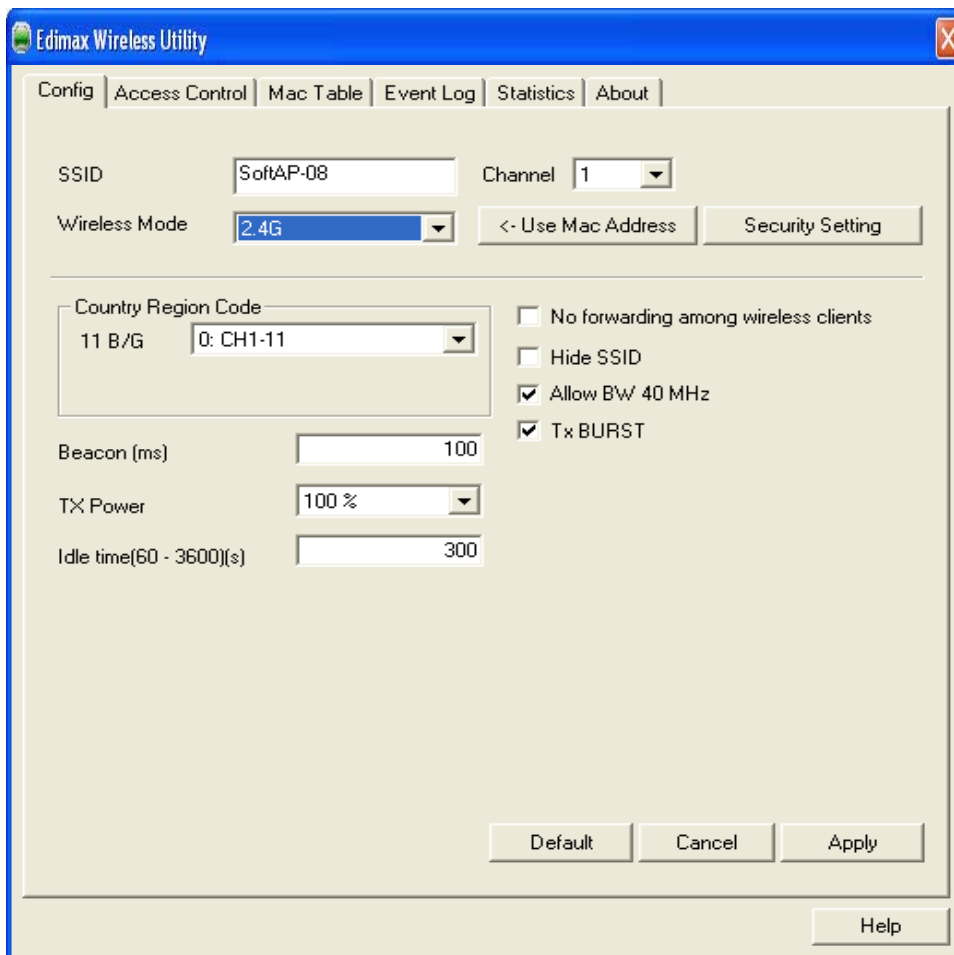 Edimax Wireless Utility
Config Access Control Mac Table Event Log Statistics About
SSID SoftAP-08 Channel 1
Wireless Mode 2.4G <- Use Mac Address Security Setting
Country Region Code
11 B/G 0: CH1-11
No forwarding among wireless clients
Hide SSID
Allow BW 40 MHz
Tx BURST
Beacon (ms) 100
TX Power 100 %
Idle time(60 - 3600)(s) 300
Default Cancel Apply
Help